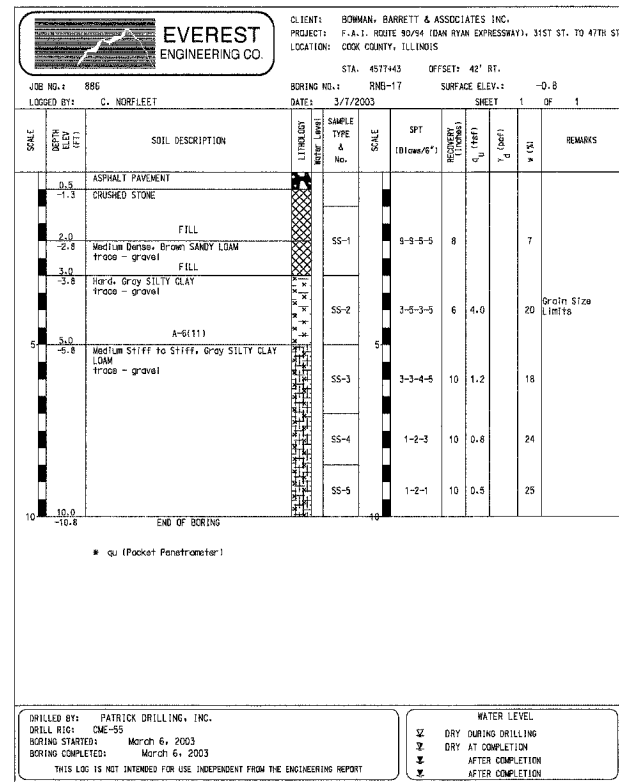 EVEREST
ENGINEERING CO.
CLIENT: BOWMAN, BARRETT & ASSOCIATES INC.
PROJECT: F.A.I. ROUTE 90/94 (DAN RYAN EXPRESSWAY), 31ST ST. TO 47TH ST
LOCATION: COOK COUNTY, ILLINOIS
STA. 4577+43 OFFSET: 42' RT.
JOB NO.: 886 BORING NO.: RNB-17 SURFACE ELEV.: -0.8
LOGGED BY: C. NORFLEET DATE: 3/7/2003 SHEET 1 OF 1
SCALE
DEPTH
ELEV
(FT)
SOIL DESCRIPTION
LITHOLOGY
Water Level
SAMPLE
TYPE
&
No.
SCALE
SPT
(Blows/6")
RECOVERY
(Inches)
q u (tsf)
γ d (pcf)
w (%)
REMARKS
ASPHALT PAVEMENT
0.5
-1.3 CRUSHED STONE
FILL
2.0 SS-1 9-9-5-5 8 7
-2.8 Medium Dense, Brown SANDY LOAM
trace - gravel
3.0 FILL
-3.8 Hard, Gray SILTY CLAY
trace - gravel
SS-2 3-5-3-5 6 4.0 20 Grain Size
Limits
A-6(11)
5 5.0 5
-5.8 Medium Stiff to Stiff, Gray SILTY CLAY
LOAM
trace - gravel
SS-3 3-3-4-5 10 1.2 18
SS-4 1-2-3 10 0.8 24
SS-5 1-2-1 10 0.5 25
10 10.0 10
-10.8 END OF BORING
* qu (Pocket Penetrometer)
DRILLED BY: PATRICK DRILLING, INC.
DRILL RIG: CME-55
BORING STARTED: March 6, 2003
BORING COMPLETED: March 6, 2003
THIS LOG IS NOT INTENDED FOR USE INDEPENDENT FROM THE ENGINEERING REPORT
WATER LEVEL
DRY DURING DRILLING
DRY AT COMPLETION
AFTER COMPLETION
AFTER COMPLETION